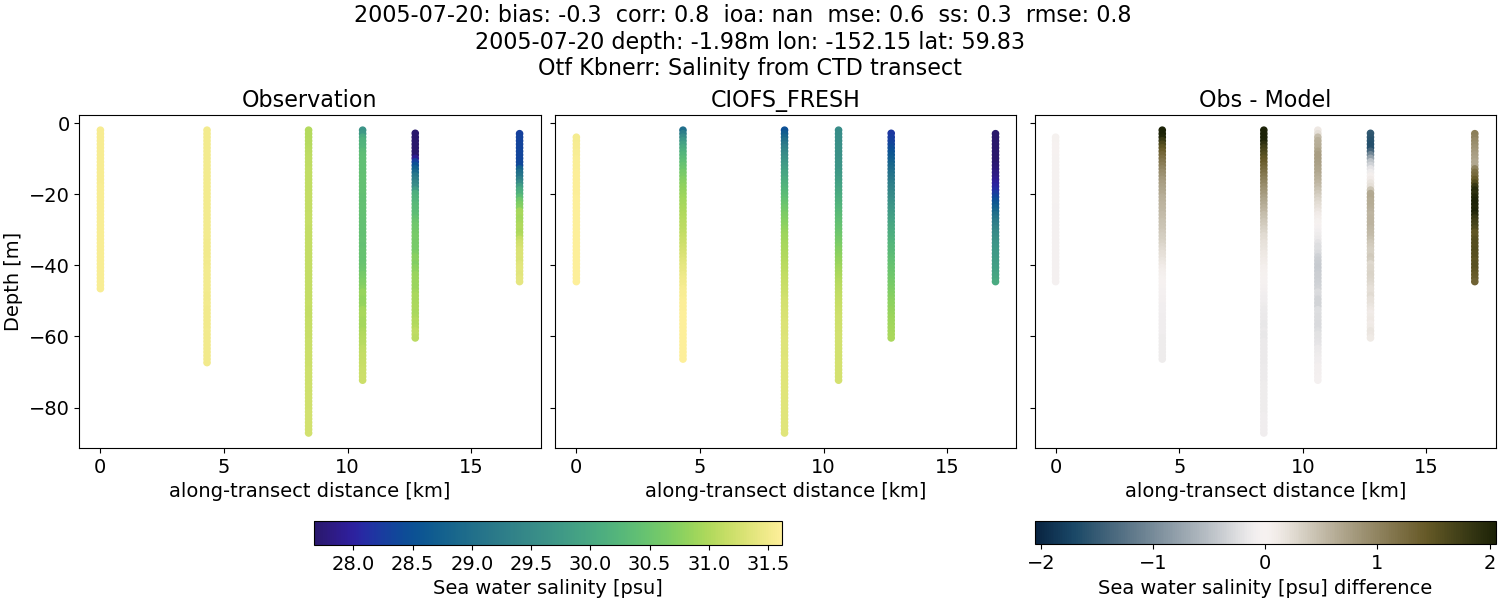 2005-07-20: bias: -0.3  corr: 0.8  ioa: nan  mse: 0.6  ss: 0.3  rmse: 0.8
2005-07-20 depth: -1.98m lon: -152.15 lat: 59.83
Otf Kbnerr: Salinity from CTD transect
Observation
CIOFS_FRESH
Obs - Model
Depth [m]
0
−20
−40
−60
−80
0 5 10 15
0 5 10 15
0 5 10 15
along-transect distance [km]
along-transect distance [km]
along-transect distance [km]
28.0 28.5 29.0 29.5 30.0 30.5 31.0 31.5
Sea water salinity [psu]
−2 −1 0 1 2
Sea water salinity [psu] difference